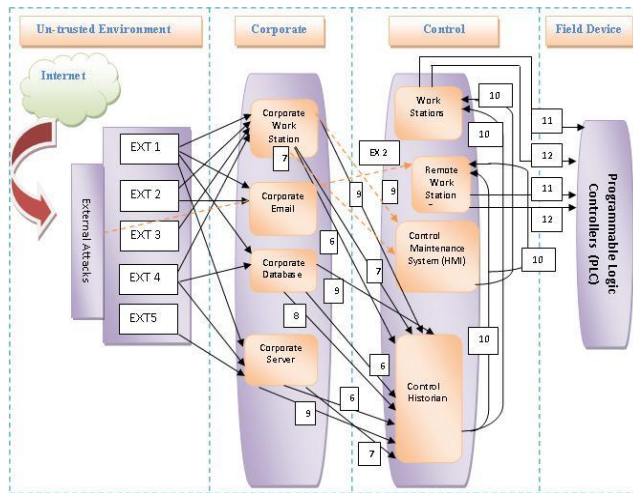 Un-trusted Environment
Corporate
Control
Field Device
Internet
External Attacks
EXT 1
EXT 2
EXT 3
EXT 4
EXT5
Corporate
Work
Station
7
Corporate
Email
6
Corporate
Database
9
8
Corporate
Server
6
9
7
EX 2
9
9
7
6
Work
Stations
Remote
Work
Station
Control
Maintenance
System (HMI)
Control
Historian
10
10
10
10
11
12
11
12
Programmable Logic
Controllers (PLC)